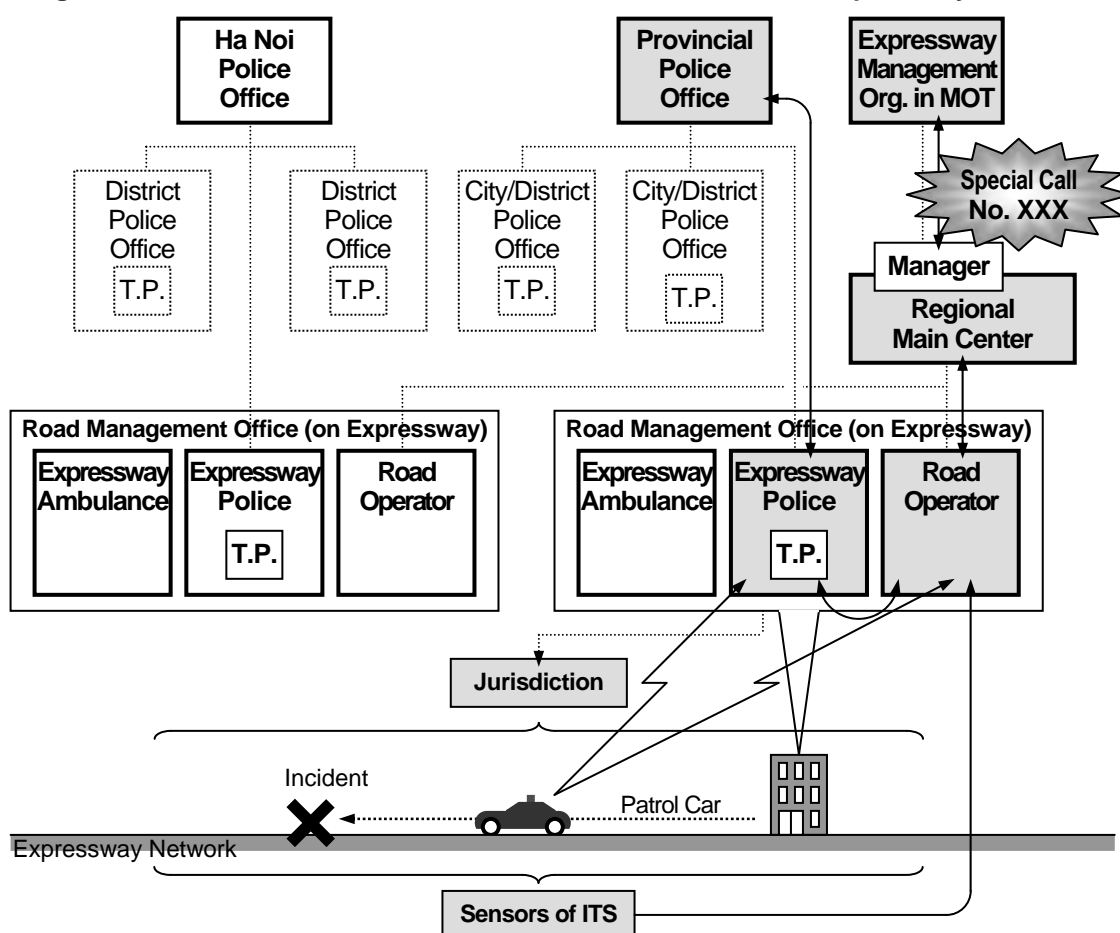 Ha Noi
Police
Office
Provincial
Police
Office
Expressway
Management
Org. in MOT
Special Call
No. XXX
District
Police
Office
T.P.
District
Police
Office
T.P.
City/District
Police
Office
T.P.
City/District
Police
Office
T.P.
Manager
Regional
Main Center
Road Management Office (on Expressway)
Expressway
Ambulance
Expressway
Police
T.P.
Road
Operator
Road Management Office (on Expressway)
Expressway
Ambulance
Expressway
Police
T.P.
Road
Operator
Jurisdiction
Incident
Patrol Car
Expressway Network
Sensors of ITS